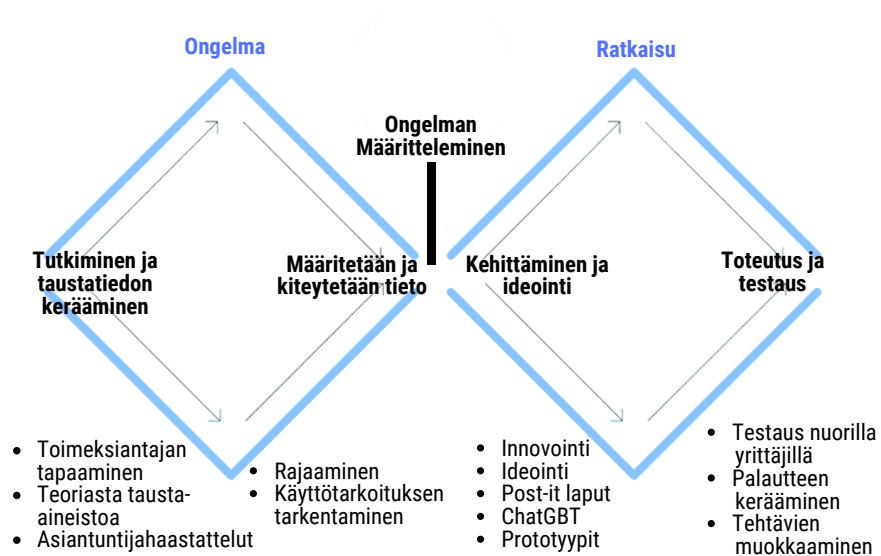 Ongelma
Ratkaisu
Ongelman
Määritteleminen
Tutkiminen ja
taustatiedon
kerääminen
Määritetään ja
kiteytetään tieto
Kehittäminen ja
ideointi
Toteutus ja
testaus
• Toimeksiantajan
tapaaminen
• Teoriasta tausta-
aineistoa
• Asiantuntijahaastattelut
• Rajaaminen
• Käyttötarkoituksen
tarkentaminen
• Innovointi
• Ideointi
• Post-it laput
• ChatGBT
• Prototyypit
• Testaus nuorilla
yrittäjillä
• Palautteen
kerääminen
• Tehtävien
muokkaaminen